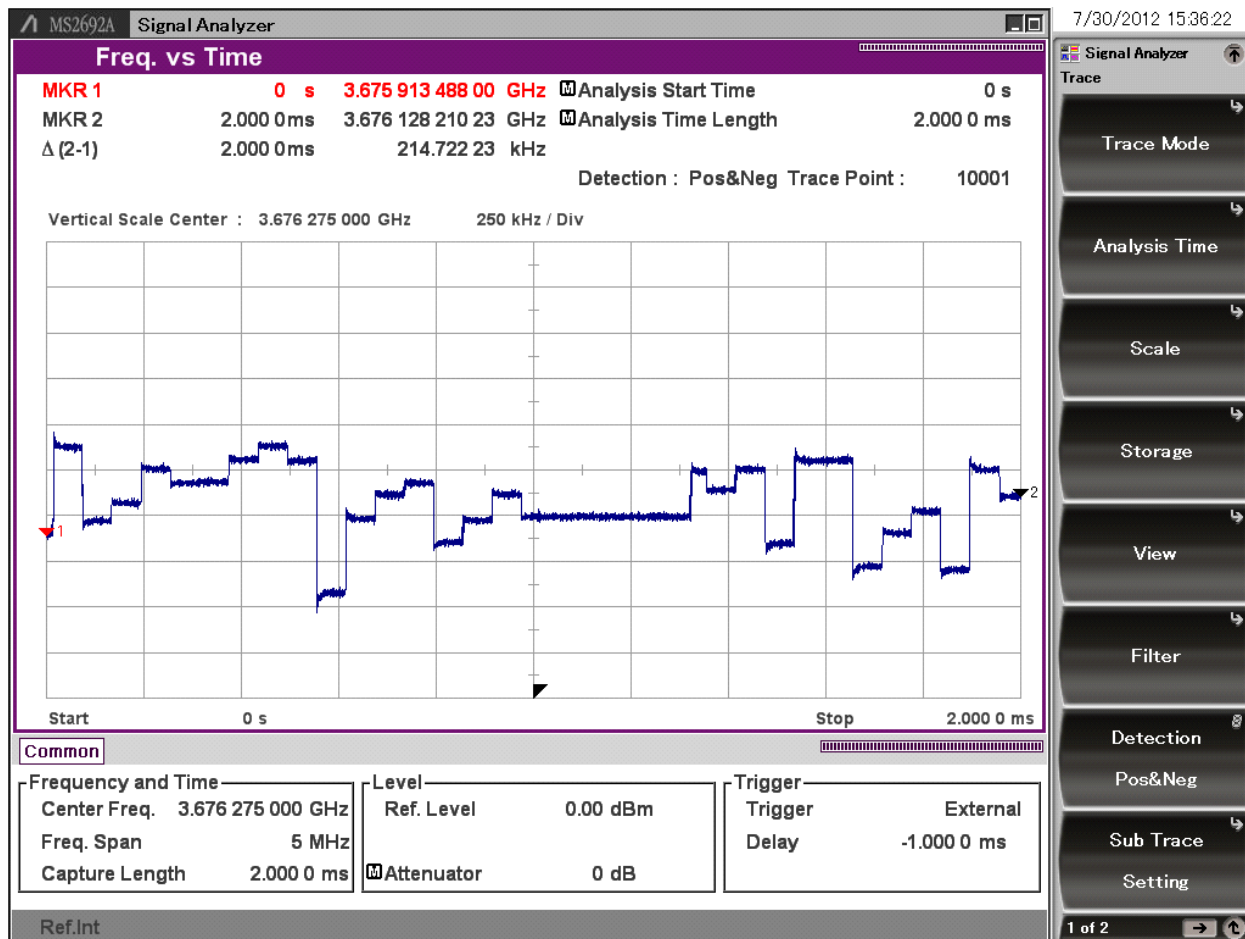 MS2692A Signal Analyzer
7/30/2012 15:36:22
Freq. vs Time
MKR 1 0 s 3.675 913 488 00 GHz M Analysis Start Time 0 s
MKR 2 2.000 0ms 3.676 128 210 23 GHz M Analysis Time Length 2.000 0 ms
Δ (2-1) 2.000 0ms 214.722 23 kHz
Detection : Pos&Neg Trace Point : 10001
Vertical Scale Center : 3.676 275 000 GHz 250 kHz / Div
1
2
Start 0 s Stop 2.000 0 ms
Common
Frequency and Time
Center Freq. 3.676 275 000 GHz
Freq. Span 5 MHz
Capture Length 2.000 0 ms
Level
Ref. Level 0.00 dBm
M Attenuator 0 dB
Trigger
Trigger External
Delay -1.000 0 ms
Ref.Int
Signal Analyzer
Trace
Trace Mode
Analysis Time
Scale
Storage
View
Filter
Detection
Pos&Neg
Sub Trace
Setting
1 of 2